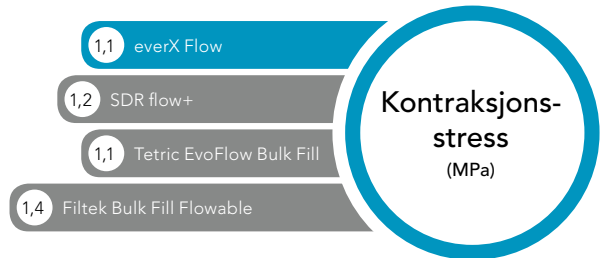 1,1 everX Flow
1,2 SDR flow+
1,1 Tetric EvoFlow Bulk Fill
1,4 Filtek Bulk Fill Flowable
Kontraksjons-
stress
(MPa)